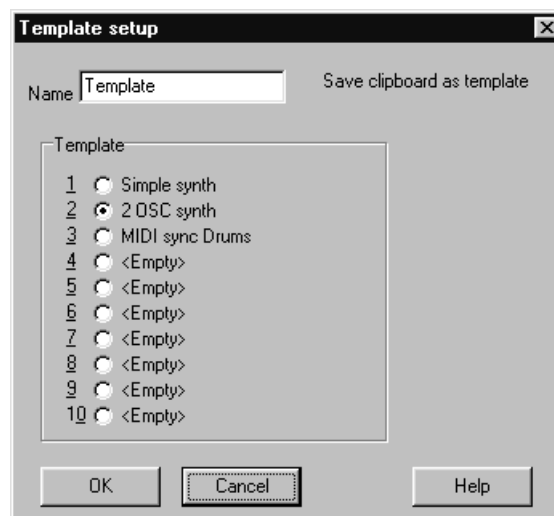 Template setup
Name Template Save clipboard as template
Template
1 Simple synth
2 2 OSC synth
3 MIDI sync Drums
4 <Empty>
5 <Empty>
6 <Empty>
7 <Empty>
8 <Empty>
9 <Empty>
10 <Empty>
OK Cancel Help